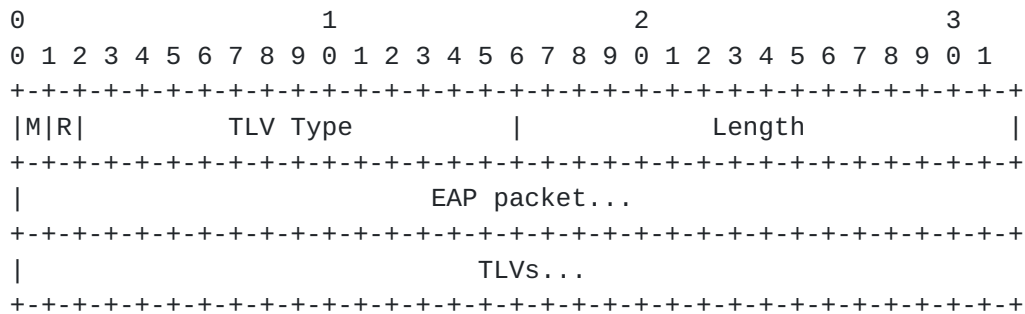 0                   1                   2                   3
0 1 2 3 4 5 6 7 8 9 0 1 2 3 4 5 6 7 8 9 0 1 2 3 4 5 6 7 8 9 0 1
+-+-+-+-+-+-+-+-+-+-+-+-+-+-+-+-+-+-+-+-+-+-+-+-+-+-+-+-+-+-+-+-+
|M|R|         TLV Type          |            Length             |
+-+-+-+-+-+-+-+-+-+-+-+-+-+-+-+-+-+-+-+-+-+-+-+-+-+-+-+-+-+-+-+-+
|                          EAP packet...
+-+-+-+-+-+-+-+-+-+-+-+-+-+-+-+-+-+-+-+-+-+-+-+-+-+-+-+-+-+-+-+-+
|                             TLVs...
+-+-+-+-+-+-+-+-+-+-+-+-+-+-+-+-+-+-+-+-+-+-+-+-+-+-+-+-+-+-+-+-+